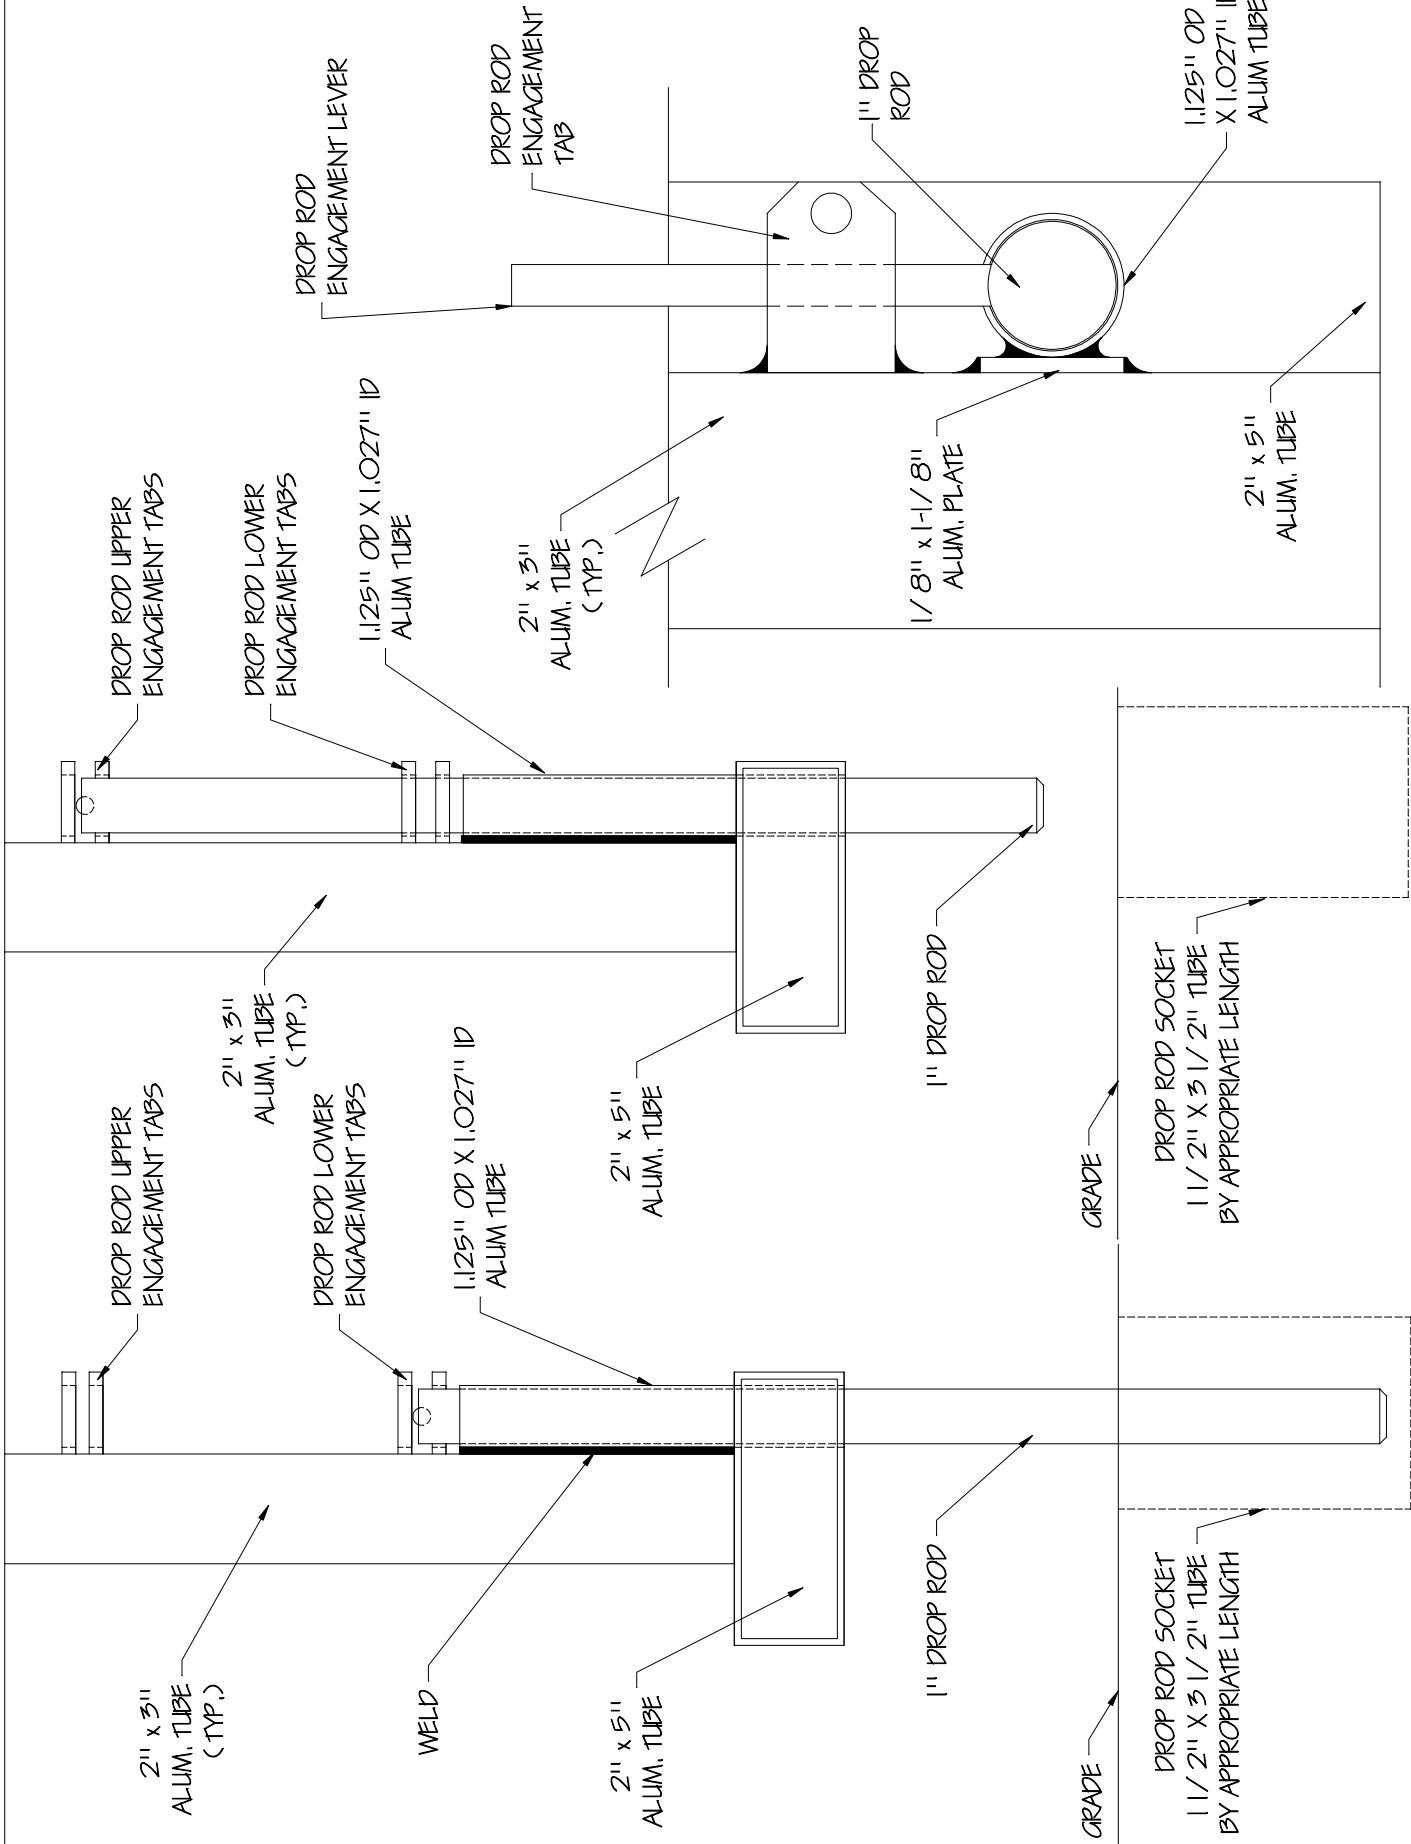 DROP ROD
ENGAGEMENT LEVER
DROP ROD
ENGAGEMENT
TAB
1" DROP
ROD
1.125" OD
X 1.027" I
ALUM TUBE
DROP ROD UPPER
ENGAGEMENT TABS
DROP ROD LOWER
ENGAGEMENT TABS
1.125" OD X 1.027" ID
ALUM TUBE
2" x 3"
ALUM. TUBE
(TYP.)
1/8" x 1-1/8"
ALUM. PLATE
2" x 5"
ALUM. TUBE
2" x 3"
ALUM. TUBE
(TYP.)
2" x 5"
ALUM. TUBE
1" DROP ROD
GRADE
DROP ROD SOCKET
1 1/2" X 3 1/2" TUBE
BY APPROPRIATE LENGTH
DROP ROD UPPER
ENGAGEMENT TABS
DROP ROD LOWER
ENGAGEMENT TABS
1.125" OD X 1.027" ID
ALUM TUBE
2" x 3"
ALUM. TUBE
(TYP.)
WELD
2" x 5"
ALUM. TUBE
1" DROP ROD
GRADE
DROP ROD SOCKET
1 1/2" X 3 1/2" TUBE
BY APPROPRIATE LENGTH